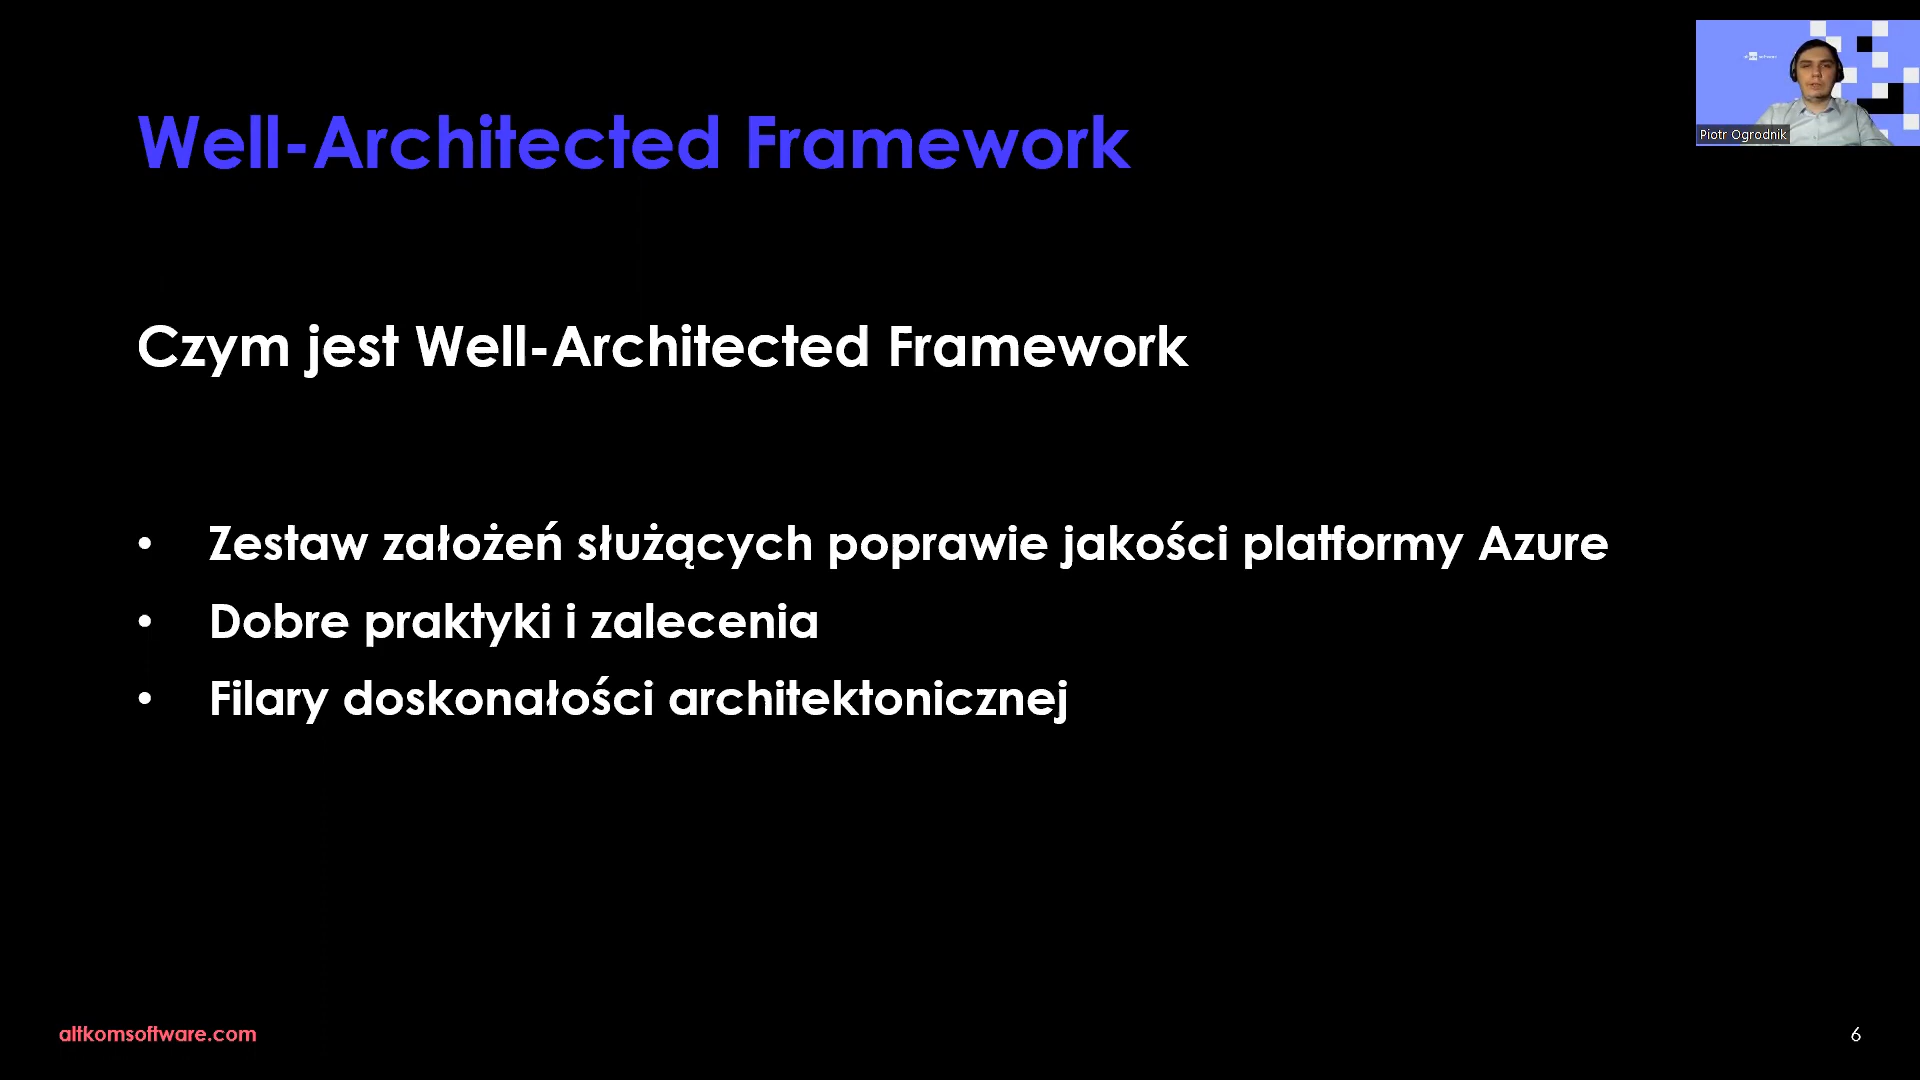 Well-Architected Framework
Piotr Ogrodnik
Czym jest Well-Architected Framework
• Zestaw założeń służących poprawie jakości platformy Azure
• Dobre praktyki i zalecenia
• Filary doskonałości architektonicznej
altkomsoftware.com
6